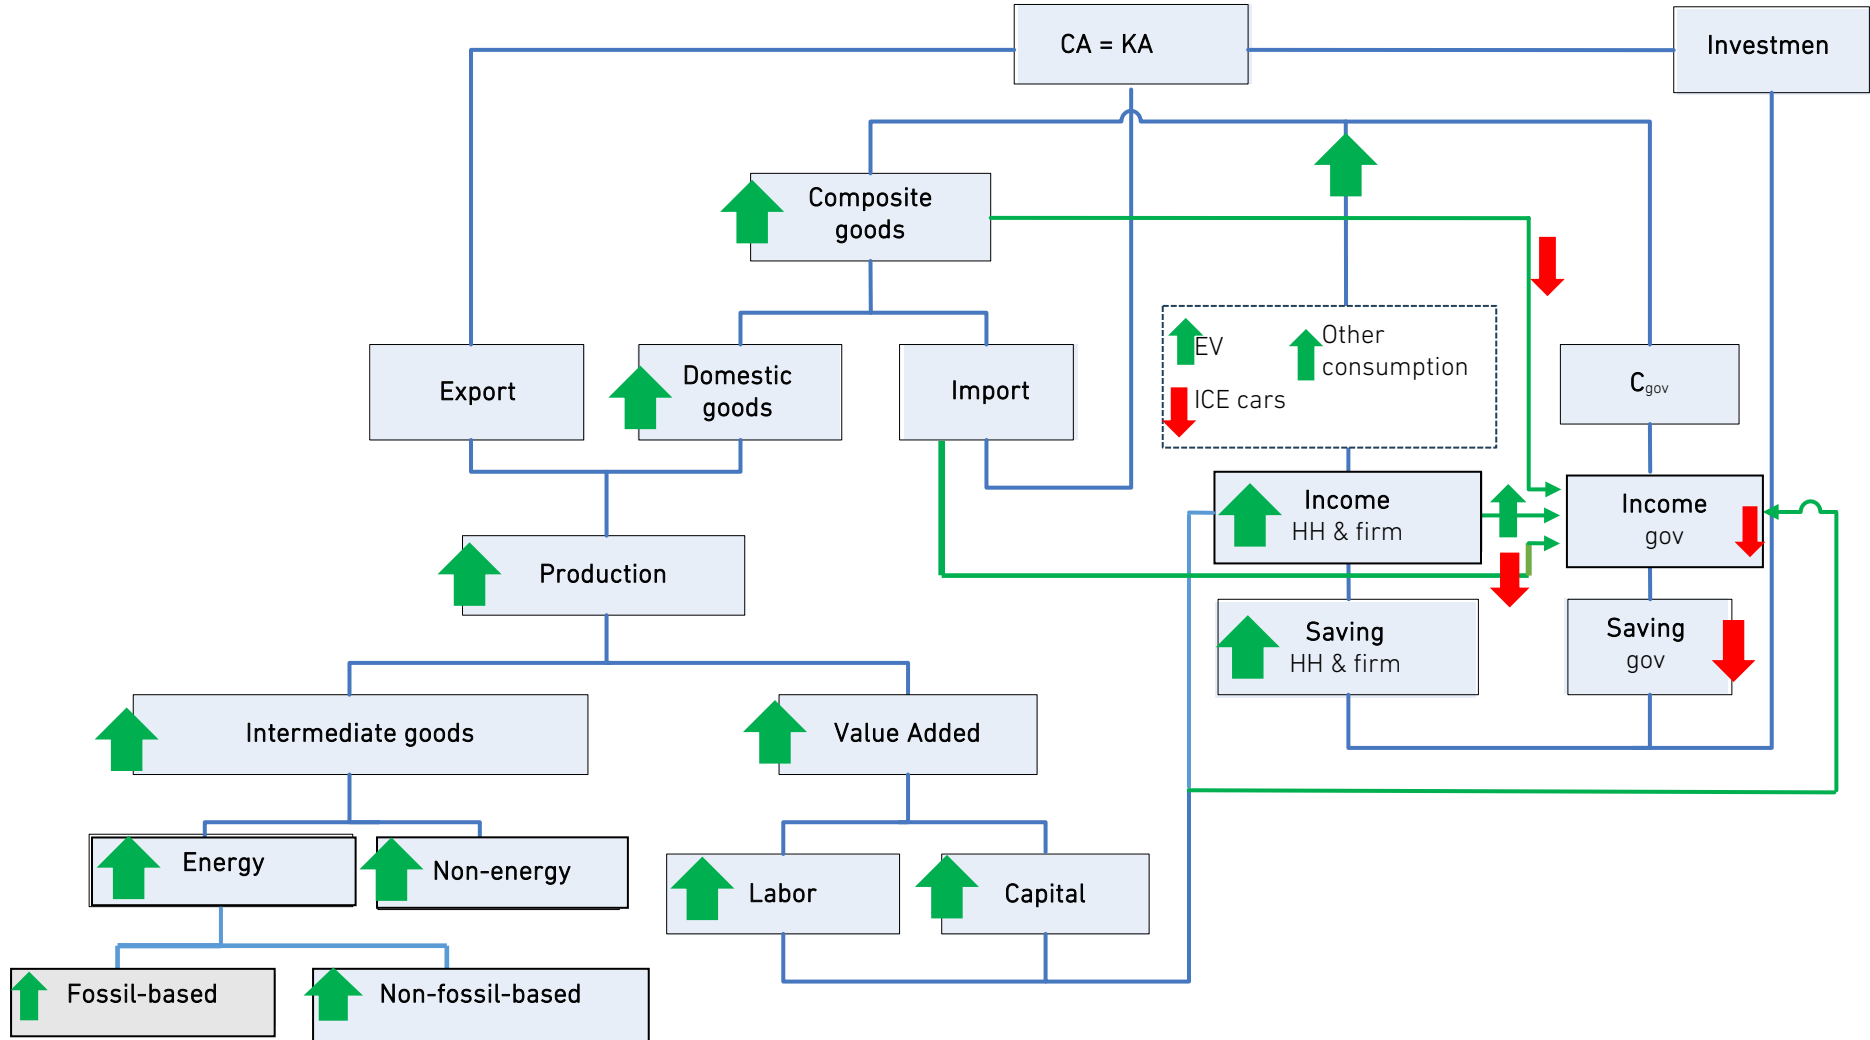 CA = KA
Investmen
Composite
goods
Export
Domestic
goods
Import
EV
Other
consumption
ICE cars
Cgov
Income
HH & firm
Income
gov
Production
Saving
HH & firm
Saving
gov
Intermediate goods
Value Added
Energy
Non-energy
Labor
Capital
Fossil-based
Non-fossil-based